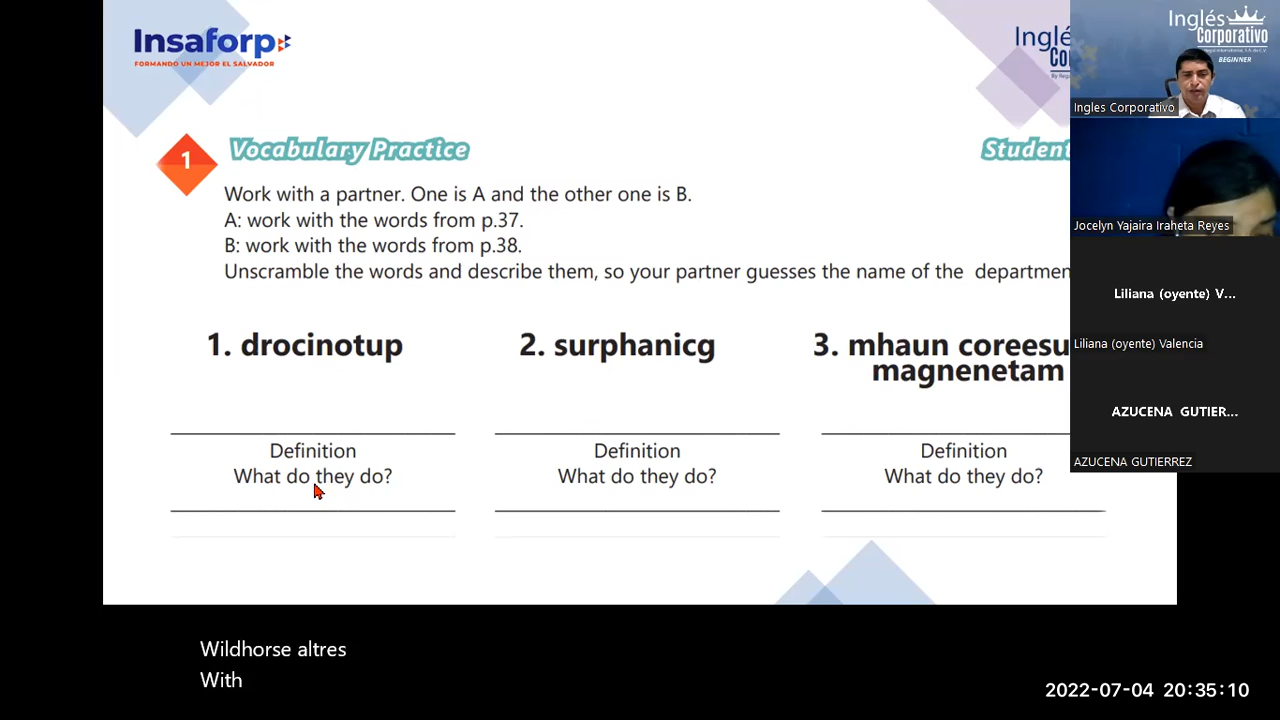 Insaforp
FORMANDO UN MEJOR EL SALVADOR
Inglés
Corporativo
BEGINNER
Ingles Corporativo
1
Vocabulary Practice
Student
Work with a partner. One is A and the other one is B.
A: work with the words from p.37.
B: work with the words from p.38.
Unscramble the words and describe them, so your partner guesses the name of the departmen
Jocelyn Yajaira Iraheta Reyes
Liliana (oyente) V...
Liliana (oyente) Valencia
1. drocinotup
2. surphanicg
3. mhaun coreesu
magnenetam
AZUCENA GUTIER...
AZUCENA GUTIERREZ
Definition
What do they do?
Definition
What do they do?
Definition
What do they do?
Wildhorse altres
With
2022-07-04 20:35:10